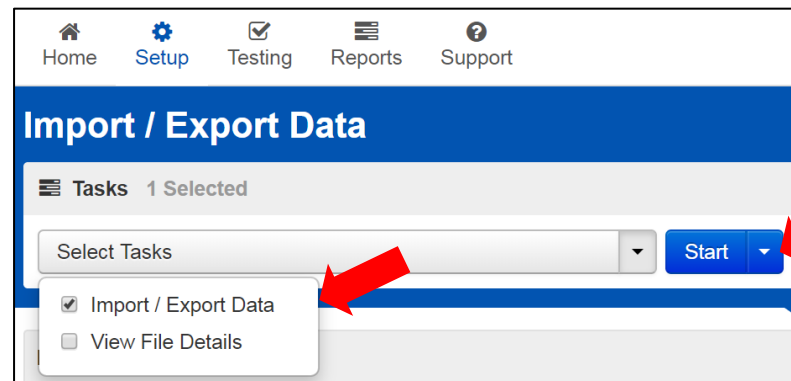 Home Setup Testing Reports Support
Import / Export Data
Tasks 1 Selected
Select Tasks Start
Import / Export Data
View File Details